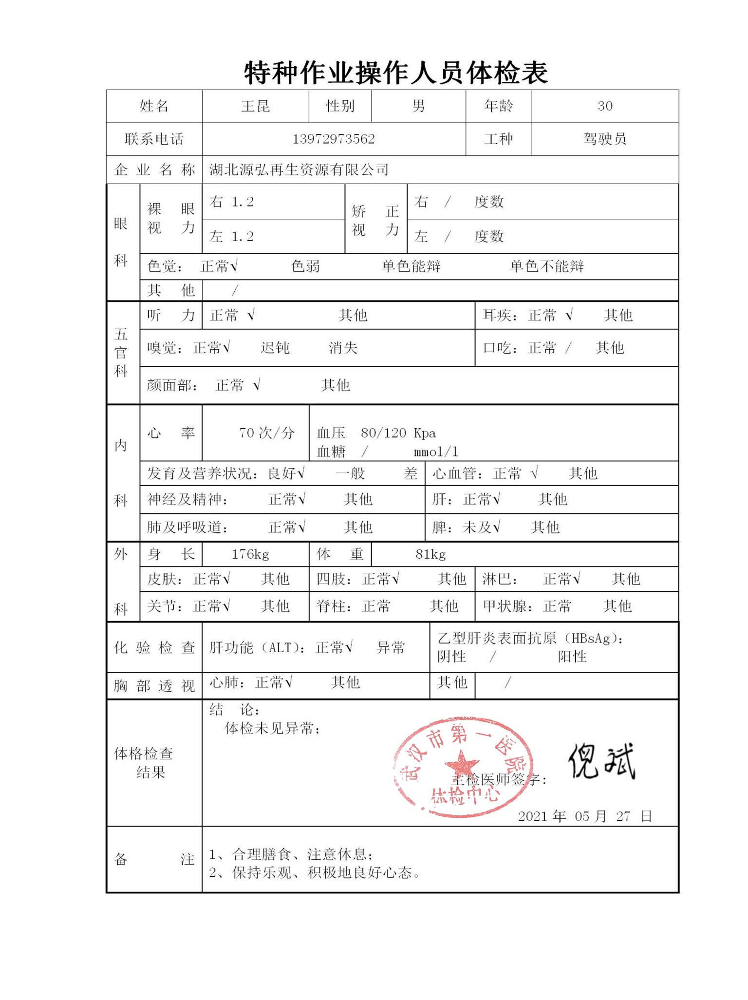 特种作业操作人员体检表
姓名 王昆 性别 男 年龄 30
联系电话 13972973562 工种 驾驶员
企业名称 湖北源弘再生资源有限公司
眼科
裸眼视力 右 1.2 矫正视力 右 / 度数
左 1.2 左 / 度数
色觉： 正常√ 色弱 单色能辩 单色不能辩
其他 /
五官科
听力 正常 √ 其他 耳疾：正常 √ 其他
嗅觉：正常√ 迟钝 消失 口吃：正常 / 其他
颜面部： 正常 √ 其他
内科
心率 70次/分 血压 80/120 Kpa
血糖 / mmol/l
发育及营养状况：良好√ 一般 差 心血管：正常 √ 其他
神经及精神： 正常√ 其他 肝：正常√ 其他
肺及呼吸道： 正常√ 其他 脾：未及√ 其他
外科
身长 176kg 体重 81kg
皮肤：正常√ 其他 四肢：正常√ 其他 淋巴： 正常√ 其他
关节：正常√ 其他 脊柱：正常 其他 甲状腺：正常 其他
化验检查 肝功能（ALT）：正常√ 异常 乙型肝炎表面抗原（HBsAg）：
阴性 / 阳性
胸部透视 心肺：正常√ 其他 其他 /
体格检查
结果
结 论：
体检未见异常；
武汉市第一医院
体检中心
主检医师签字： 倪斌
2021年 05月 27 日
备注
1、合理膳食、注意休息；
2、保持乐观、积极地良好心态。